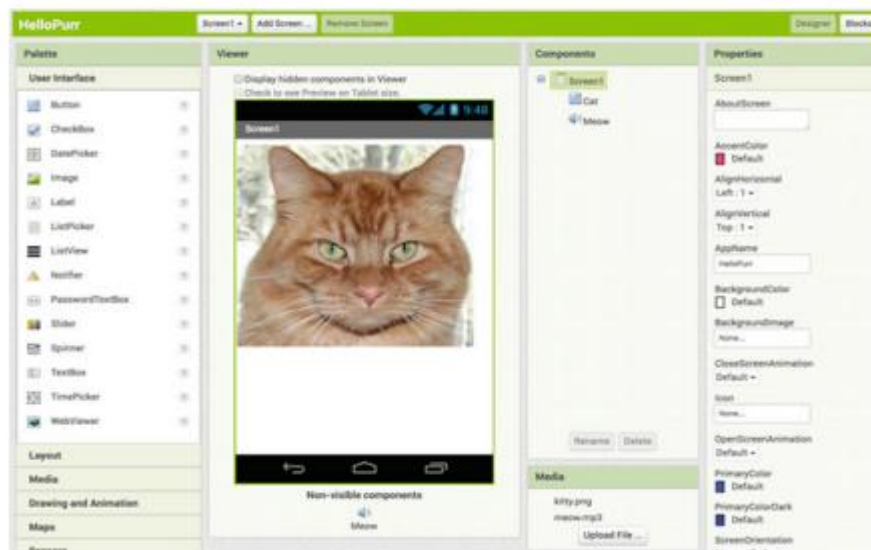 HelloPurr
Screen1
Add Screen ...
Remove Screen
Designer
Blocks
Palette
User Interface
Button
CheckBox
DatePicker
Image
Label
ListPicker
ListView
Notifier
PasswordTextBox
Slider
Spinner
TextBox
TimePicker
WebViewer
Layout
Media
Drawing and Animation
Maps
Viewer
Display hidden components in Viewer
Check to see Preview on Tablet size.
9:48
Screen1
Non-visible components
Meow
Components
Screen1
Cat
Meow
Rename
Delete
Media
kitty.png
meow.mp3
Upload File ...
Properties
Screen1
AboutScreen
AccentColor
Default
AlignHorizontal
Left : 1
AlignVertical
Top : 1
AppName
HelloPurr
BackgroundColor
Default
BackgroundImage
None...
CloseScreenAnimation
Default
Icon
None...
OpenScreenAnimation
Default
PrimaryColor
Default
PrimaryColorDark
Default
ScreenOrientation